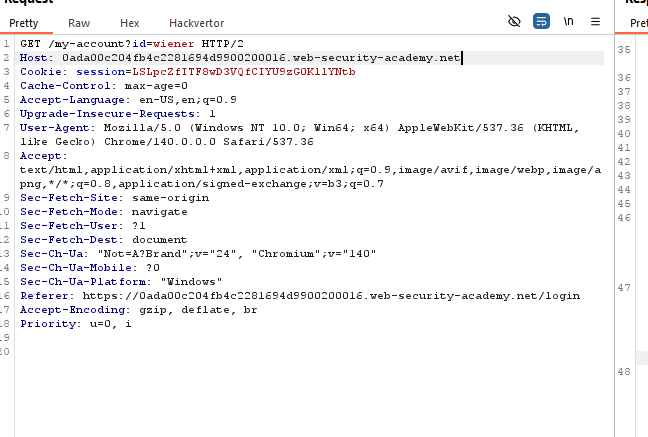 Request
Pretty Raw Hex Hackvertor \n
1 GET /my-account?id=wiener HTTP/2
2 Host: 0ada00c204fb4c2281694d9900200016.web-security-academy.net
3 Cookie: session=LSLpcZfITF8wD3VQfCIYU9zG0KllYNtb
4 Cache-Control: max-age=0
5 Accept-Language: en-US,en;q=0.9
6 Upgrade-Insecure-Requests: 1
7 User-Agent: Mozilla/5.0 (Windows NT 10.0; Win64; x64) AppleWebKit/537.36 (KHTML,
like Gecko) Chrome/140.0.0.0 Safari/537.36
8 Accept:
text/html,application/xhtml+xml,application/xml;q=0.9,image/avif,image/webp,image/a
png,*/*;q=0.8,application/signed-exchange;v=b3;q=0.7
9 Sec-Fetch-Site: same-origin
10 Sec-Fetch-Mode: navigate
11 Sec-Fetch-User: ?1
12 Sec-Fetch-Dest: document
13 Sec-Ch-Ua: "Not=A?Brand";v="24", "Chromium";v="140"
14 Sec-Ch-Ua-Mobile: ?0
15 Sec-Ch-Ua-Platform: "Windows"
16 Referer: https://0ada00c204fb4c2281694d9900200016.web-security-academy.net/login
17 Accept-Encoding: gzip, deflate, br
18 Priority: u=0, i
19
20
Res
Pret
35
36
37
38
39
40
41
42
43
44
45
46
47
48